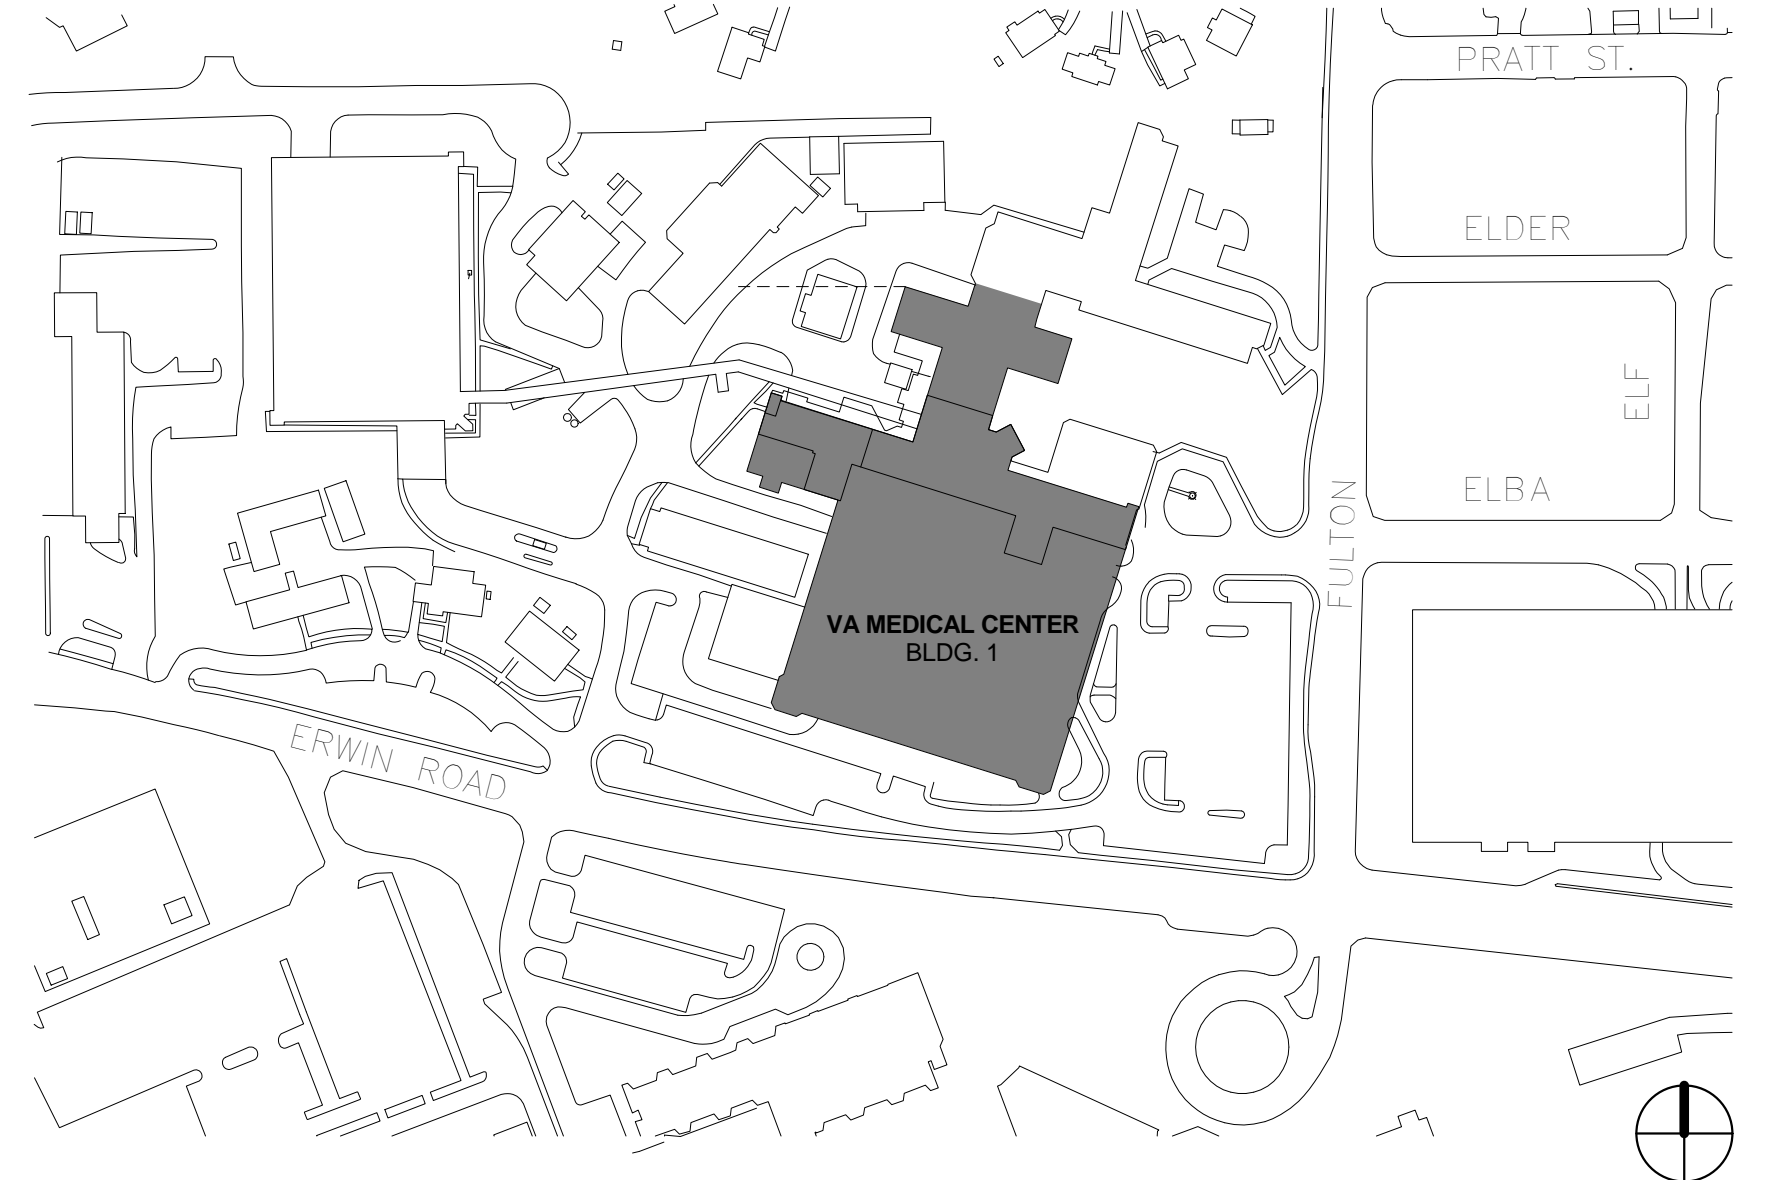 PRATT ST.
ELDER
ELF
ELBA
FULTON
VA MEDICAL CENTER
BLDG. 1
ERWIN ROAD